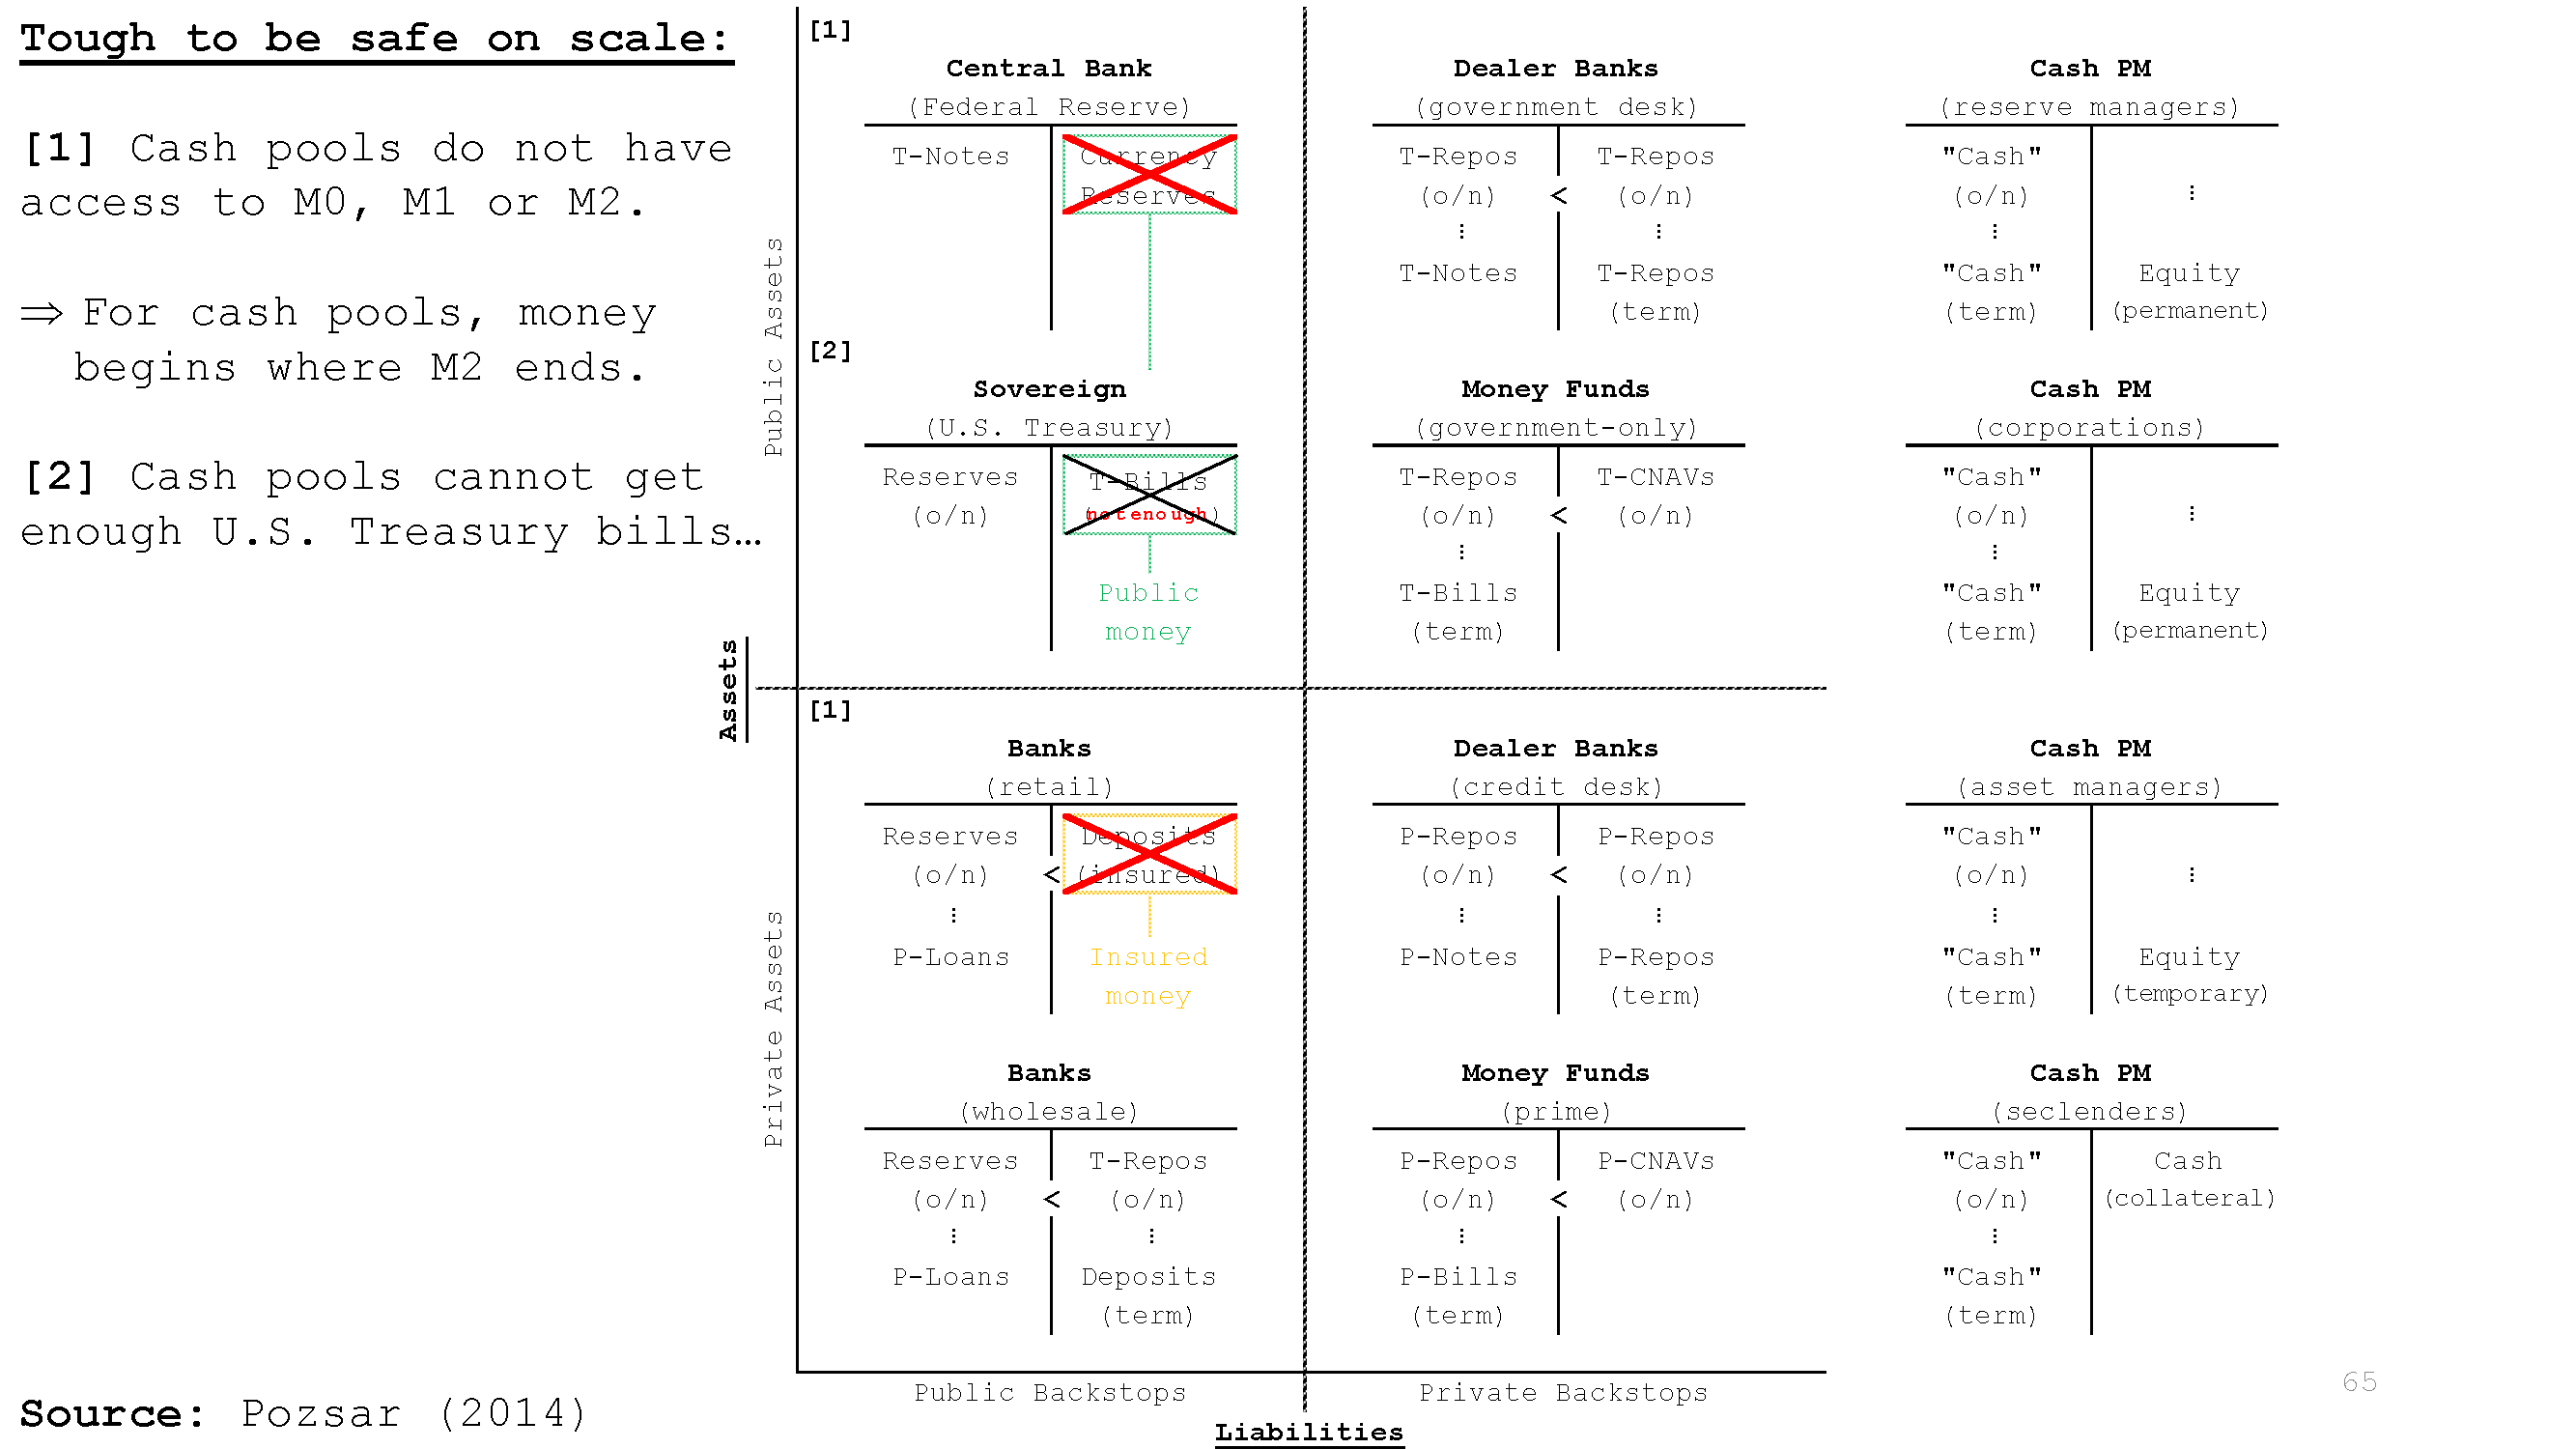 Tough to be safe on scale:
[1] Cash pools do not have
access to M0, M1 or M2.
⇒ For cash pools, money
begins where M2 ends.
[2] Cash pools cannot get
enough U.S. Treasury bills…
Source: Pozsar (2014)
Assets
Public Assets
Private Assets
[1]
Central Bank
(Federal Reserve)
T-Notes
Currency
Reserves
Dealer Banks
(government desk)
T-Repos T-Repos
(o/n) < (o/n)
⋮ ⋮
T-Notes T-Repos
(term)
Cash PM
(reserve managers)
"Cash"
(o/n) ⋮
⋮
"Cash" Equity
(term) (permanent)
[2]
Sovereign
(U.S. Treasury)
Reserves T-Bills
(o/n) (not enough)
Public
money
Money Funds
(government-only)
T-Repos T-CNAVs
(o/n) < (o/n)
⋮
T-Bills
(term)
Cash PM
(corporations)
"Cash"
(o/n) ⋮
⋮
"Cash" Equity
(term) (permanent)
[1]
Banks
(retail)
Reserves Deposits
(o/n) < (insured)
⋮
P-Loans Insured
money
Dealer Banks
(credit desk)
P-Repos P-Repos
(o/n) < (o/n)
⋮ ⋮
P-Notes P-Repos
(term)
Cash PM
(asset managers)
"Cash"
(o/n) ⋮
⋮
"Cash" Equity
(term) (temporary)
Banks
(wholesale)
Reserves T-Repos
(o/n) < (o/n)
⋮ ⋮
P-Loans Deposits
(term)
Money Funds
(prime)
P-Repos P-CNAVs
(o/n) < (o/n)
⋮
P-Bills
(term)
Cash PM
(seclenders)
"Cash" Cash
(o/n) (collateral)
⋮
"Cash"
(term)
Public Backstops
Private Backstops
Liabilities
65